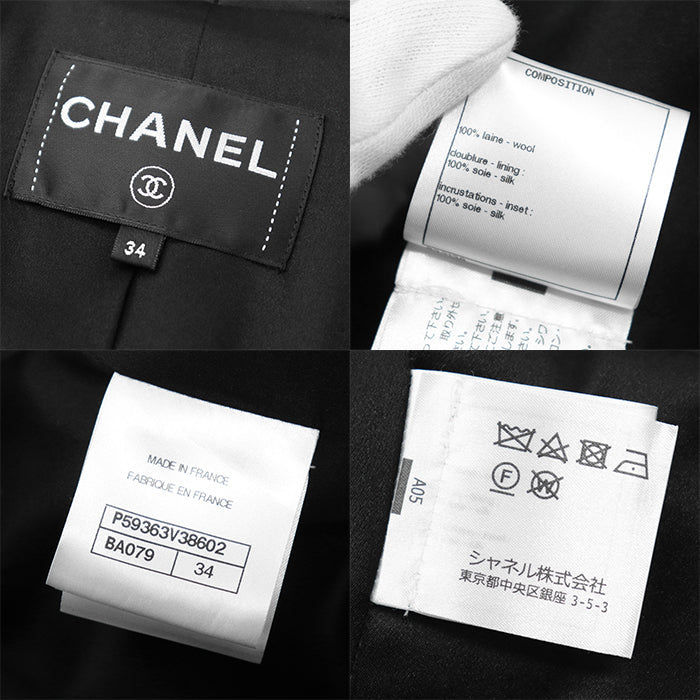 CHANEL
34
COMPOSITION
100% laine - wool
doublure - lining :
100% soie - silk
incrustations - inset :
100% soie - silk
MADE IN FRANCE
FABRIQUE EN FRANCE
P59363V38602
BA079 34
A05
F W
シャネル株式会社
東京都中央区銀座 3-5-3